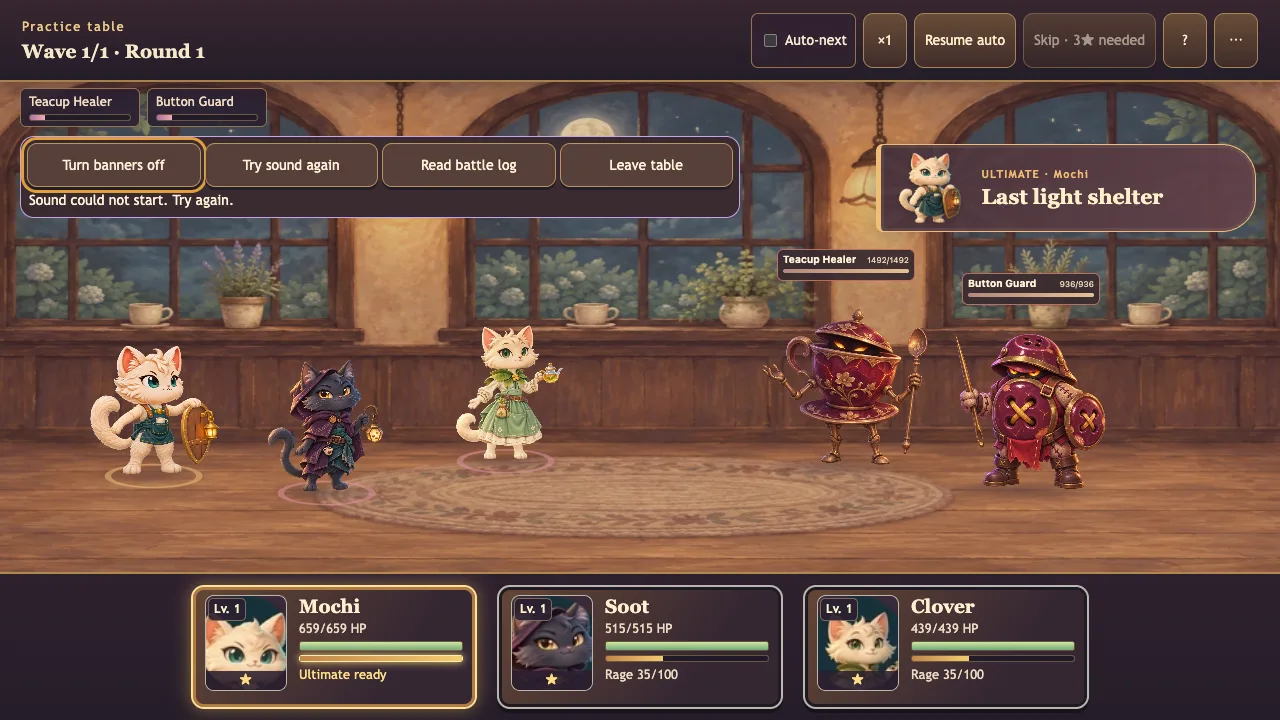 Practice table
Wave 1/1 · Round 1
Auto-next
×1
Resume auto
Skip · 3★ needed
?
···
Teacup Healer
Button Guard
Turn banners off
Try sound again
Read battle log
Leave table
Sound could not start. Try again.
ULTIMATE · Mochi
Last light shelter
Teacup Healer 1492/1492
Button Guard 936/936
Lv. 1
Mochi
659/659 HP
Ultimate ready
Lv. 1
Soot
515/515 HP
Rage 35/100
Lv. 1
Clover
439/439 HP
Rage 35/100